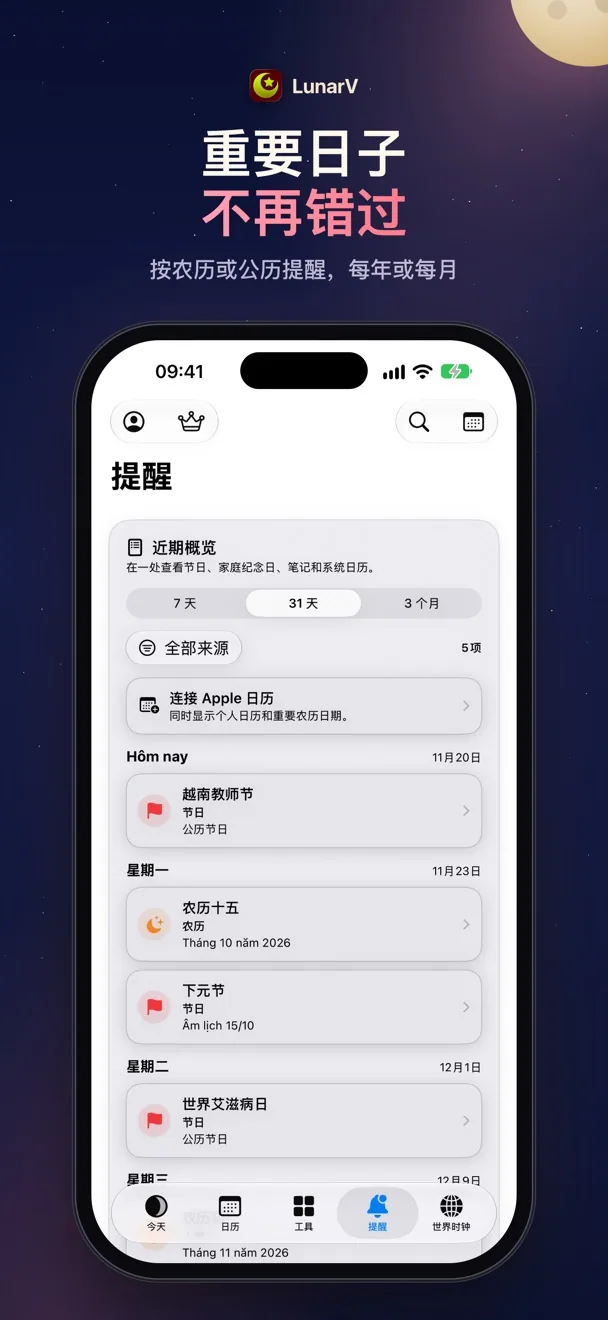 LunarV
重要日子
不再错过
按农历或公历提醒，每年或每月
09:41
提醒
近期概览
在一处查看节日、家庭纪念日、笔记和系统日历。
7 天
31 天
3 个月
全部来源
5项
连接 Apple 日历
同时显示个人日历和重要农历日期。
Hôm nay
11月20日
越南教师节
节日
公历节日
星期一
11月23日
农历十五
农历
Tháng 10 năm 2026
下元节
节日
Âm lịch 15/10
星期二
12月1日
世界艾滋病日
节日
公历节日
星期三
12月9日
今天
日历
工具
提醒
世界时钟
Tháng 11 năm 2026